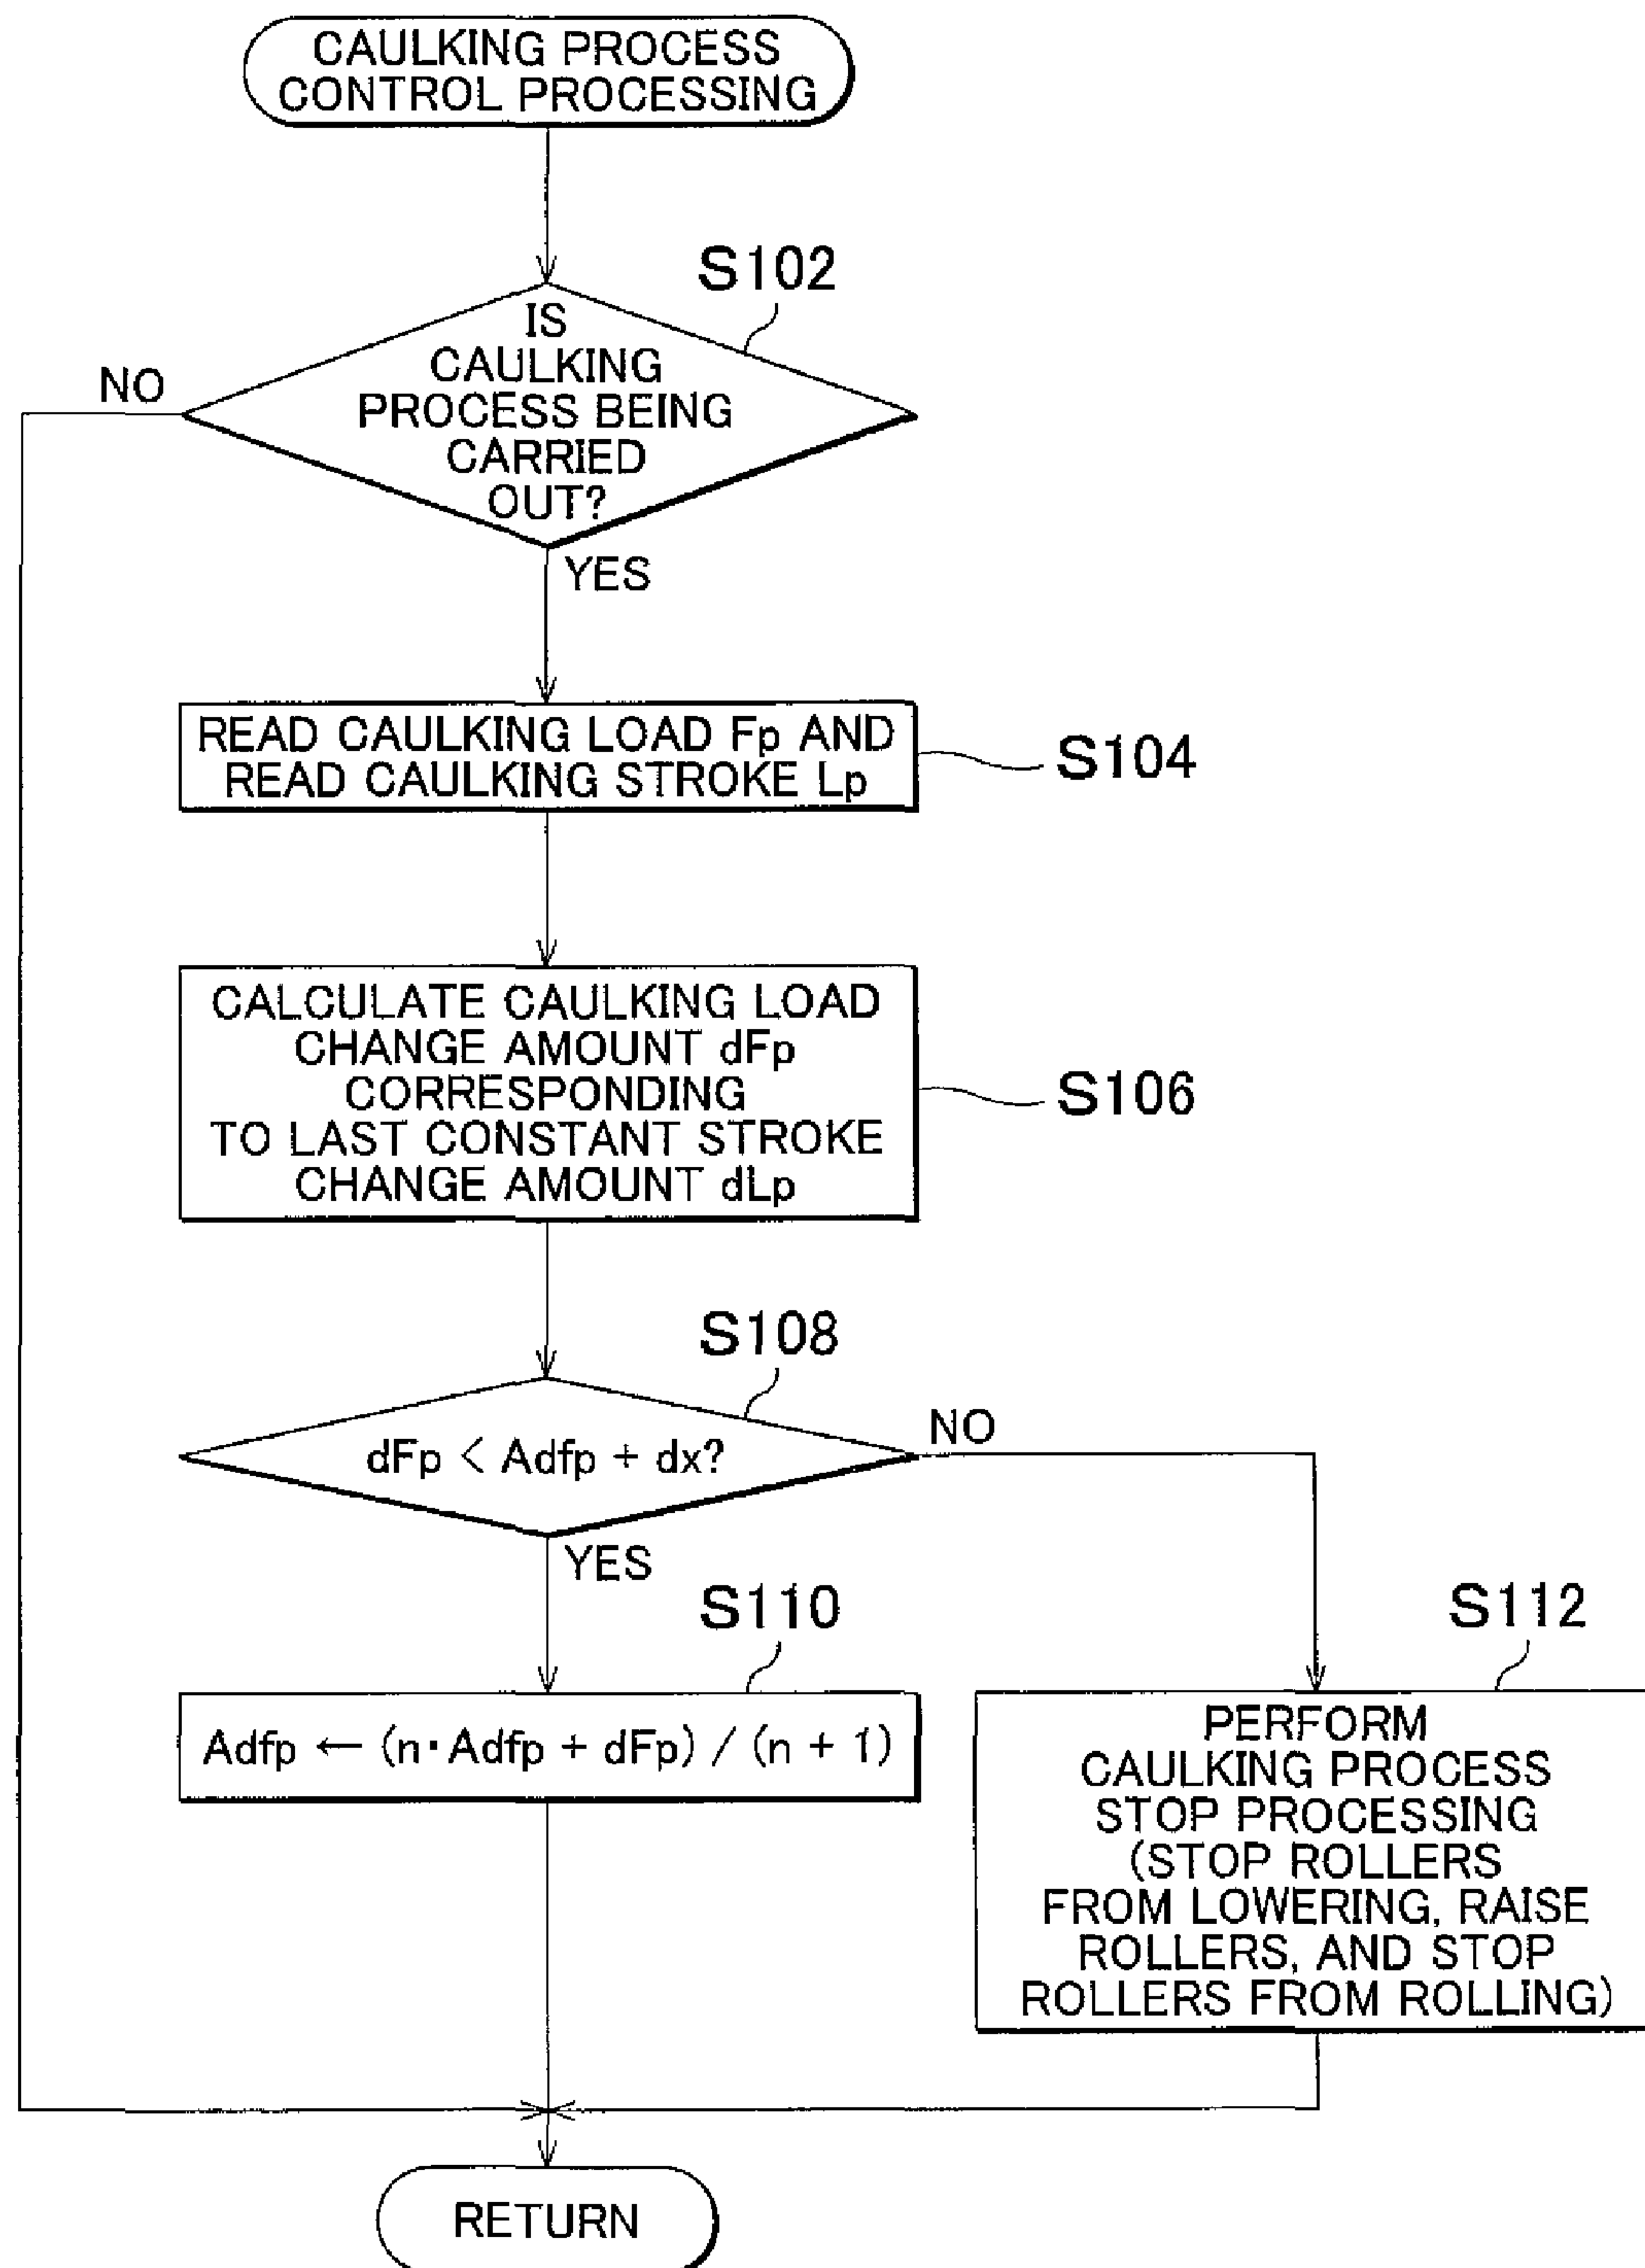 CAULKING PROCESS
CONTROL PROCESSING
S102
IS
CAULKING
PROCESS BEING
CARRIED
OUT?
NO
YES
READ CAULKING LOAD Fp AND
READ CAULKING STROKE Lp
S104
CALCULATE CAULKING LOAD
CHANGE AMOUNT dFp
CORRESPONDING
TO LAST CONSTANT STROKE
CHANGE AMOUNT dLp
S106
S108
dFp < Adfp + dx?
NO
YES
S110
Adfp ← (n·Adfp + dFp) / (n + 1)
S112
PERFORM
CAULKING PROCESS
STOP PROCESSING
(STOP ROLLERS
FROM LOWERING, RAISE
ROLLERS, AND STOP
ROLLERS FROM ROLLING)
RETURN